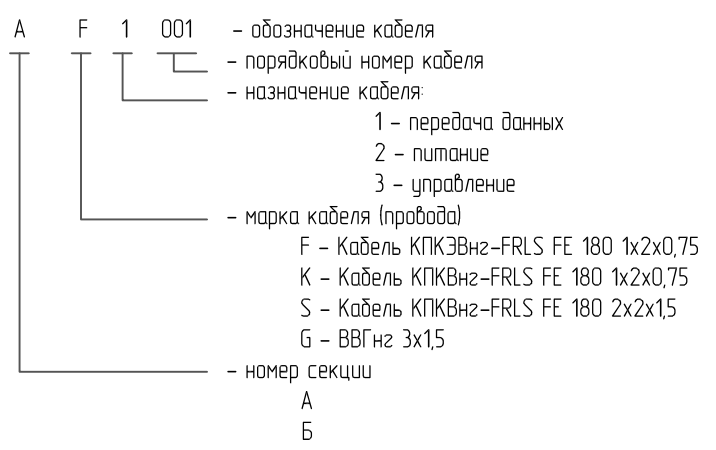 А F 1 001 – обозначение кабеля
– порядковый номер кабеля
– назначение кабеля:
1 – передача данных
2 – питание
3 – управление
– марка кабеля (провода)
F – Кабель КПКЭВнг-FRLS FE 180 1х2х0,75
К – Кабель КПКВнг-FRLS FE 180 1х2х0,75
S – Кабель КПКВнг-FRLS FE 180 2х2х1,5
G – ВВГнг 3х1,5
– номер секции
А
Б